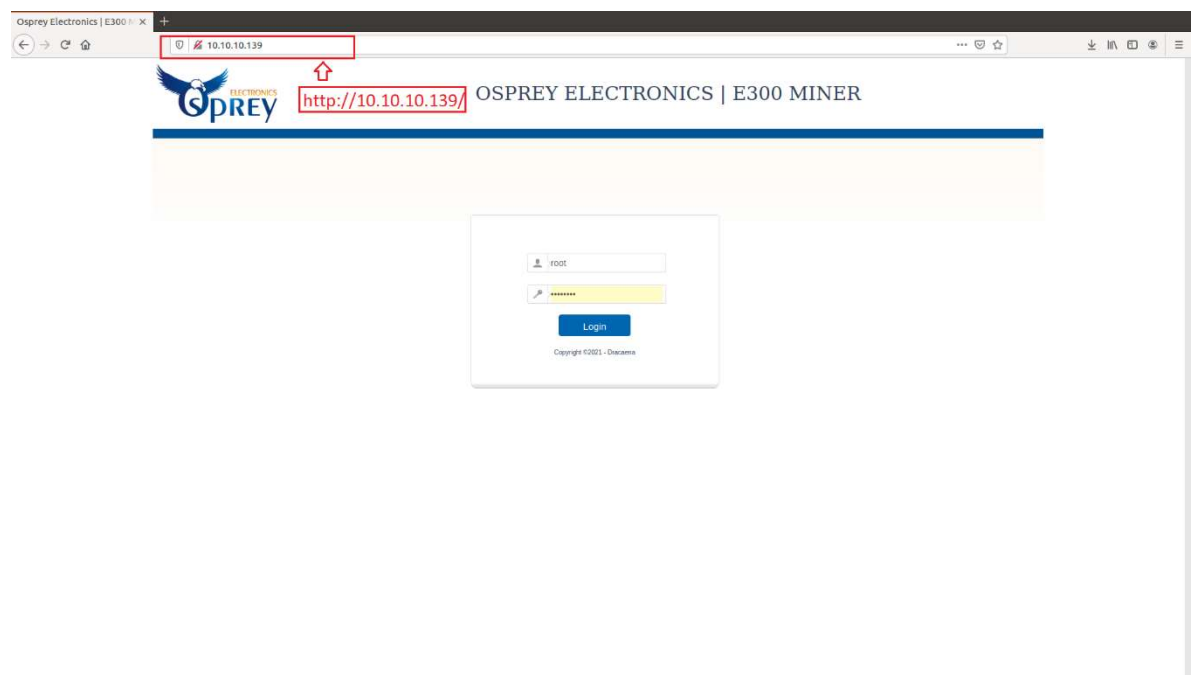 Osprey Electronics | E300 M
10.10.10.139
http://10.10.10.139/
ELECTRONICS
OSPREY
OSPREY ELECTRONICS | E300 MINER
root
••••••••
Login
Copyright ©2021 - Dracaena